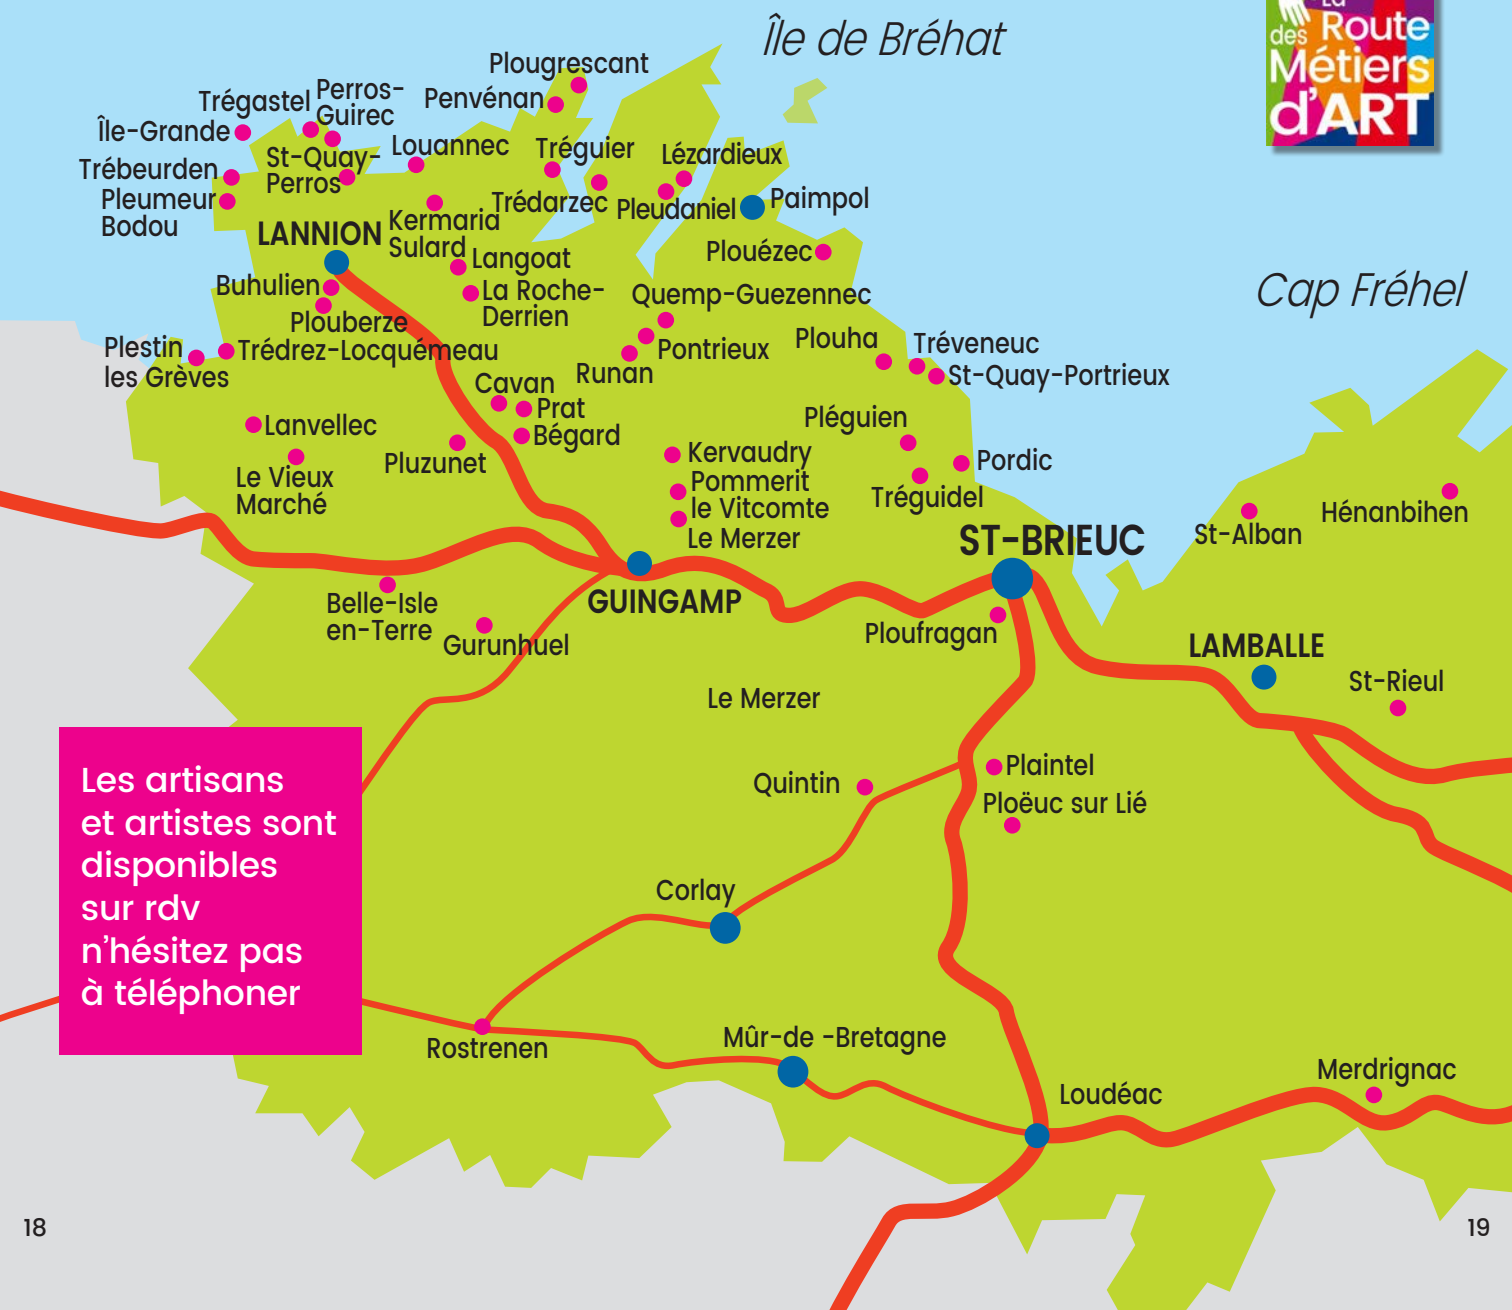 Île de Bréhat
La
des Route
Métiers
d'ART
Plougrescant
Perros-
Guirec
Trégastel
Penvénan
Île-Grande
Louannec
Tréguier
Lézardieux
St-Quay-
Perros
Trébeurden
Pleumeur
Bodou
Trédarzec
Pleudaniel
Paimpol
Kermaria
Sulard
LANNION
Langoat
Plouézec
Cap Fréhel
Buhulien
La Roche-
Derrien
Quemp-Guezennec
Plouberze
Plouha
Tréveneuc
Plestin
les Grèves
Trédrez-Locquémeau
Pontrieux
Runan
St-Quay-Portrieux
Cavan
Prat
Bégard
Pléguien
Lanvellec
Pluzunet
Kervaudry
Pordic
Le Vieux
Marché
Pommerit
le Vitcomte
Tréguidel
Le Merzer
Hénanbihen
St-Alban
ST-BRIEUC
GUINGAMP
Belle-Isle
en-Terre
Gurunhuel
Ploufragan
LAMBALLE
St-Rieul
Le Merzer
Quintin
Plaintel
Ploëuc sur Lié
Les artisans
et artistes sont
disponibles
sur rdv
n'hésitez pas
à téléphoner
Corlay
Rostrenen
Mûr-de -Bretagne
Loudéac
Merdrignac
18
19